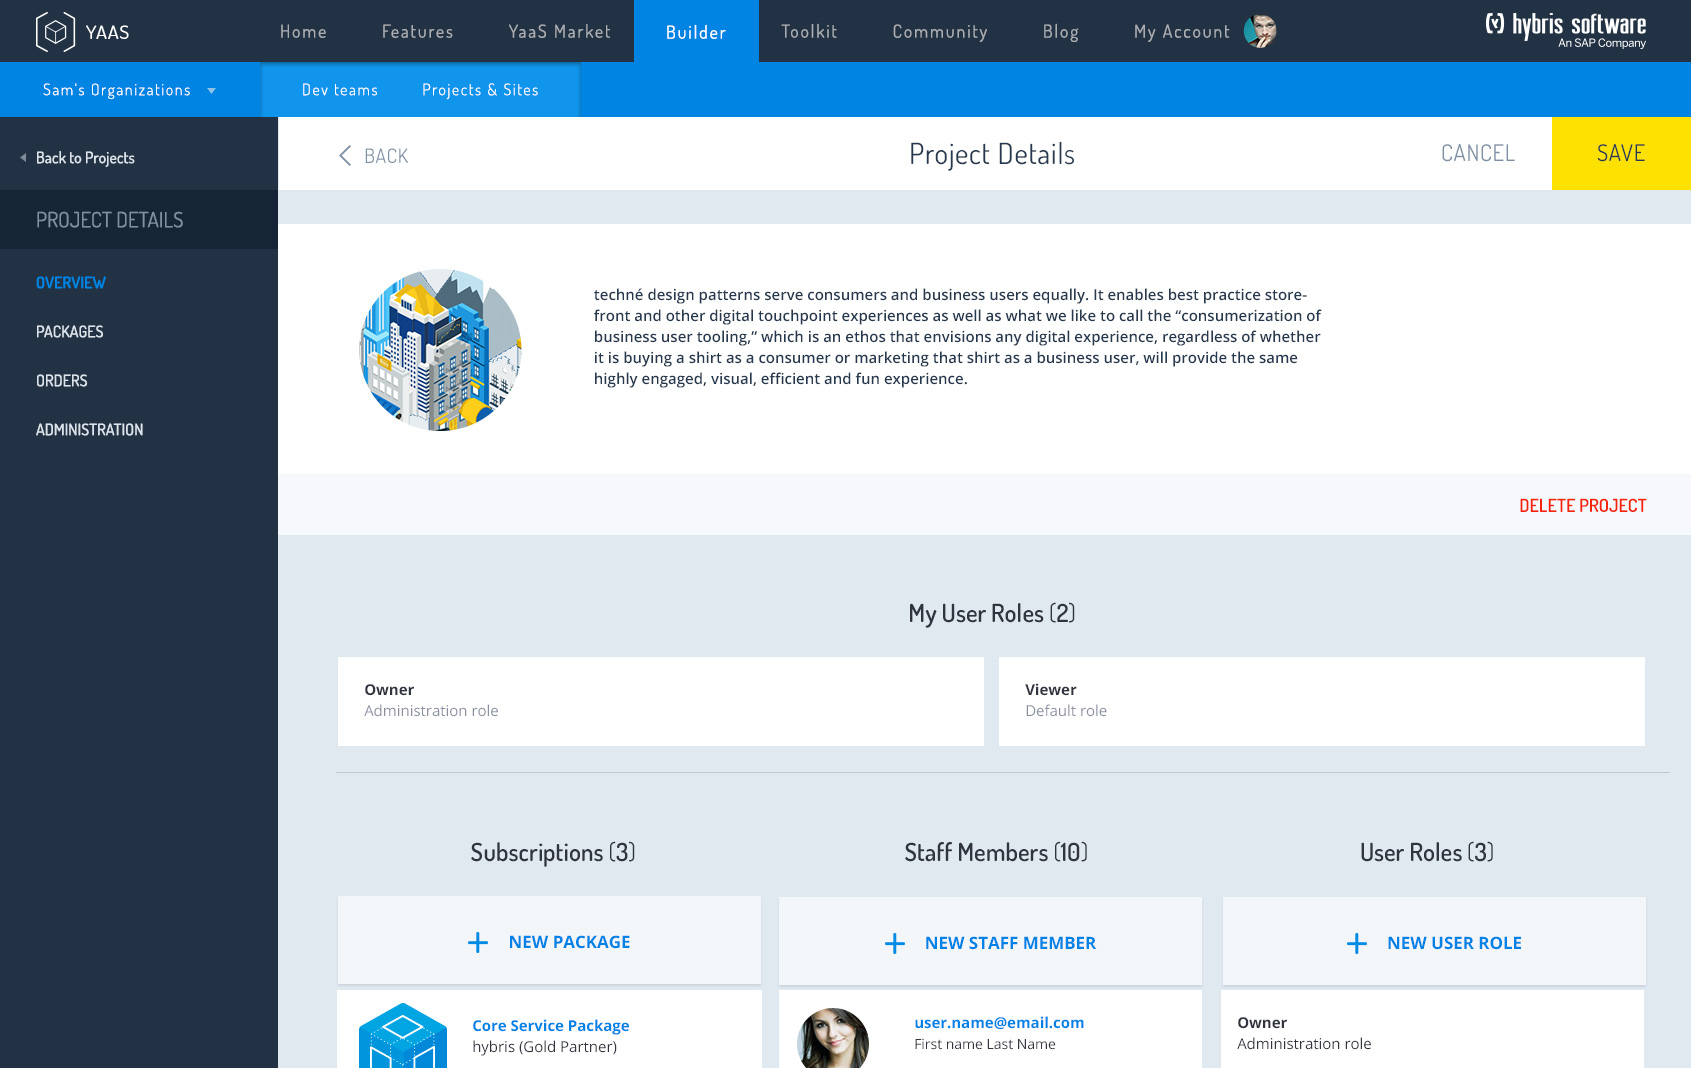 YAAS
Home
Features
YaaS Market
Builder
Toolkit
Community
Blog
My Account
hybris software
An SAP Company
Sam's Organizations
Dev teams
Projects & Sites
Back to Projects
PROJECT DETAILS
OVERVIEW
PACKAGES
ORDERS
ADMINISTRATION
BACK
Project Details
CANCEL
SAVE
techné design patterns serve consumers and business users equally. It enables best practice store-
front and other digital touchpoint experiences as well as what we like to call the “consumerization of
business user tooling,” which is an ethos that envisions any digital experience, regardless of whether
it is buying a shirt as a consumer or marketing that shirt as a business user, will provide the same
highly engaged, visual, efficient and fun experience.
DELETE PROJECT
My User Roles (2)
Owner
Administration role
Viewer
Default role
Subscriptions (3)
NEW PACKAGE
Core Service Package
hybris (Gold Partner)
Staff Members (10)
NEW STAFF MEMBER
user.name@email.com
First name Last Name
User Roles (3)
NEW USER ROLE
Owner
Administration role